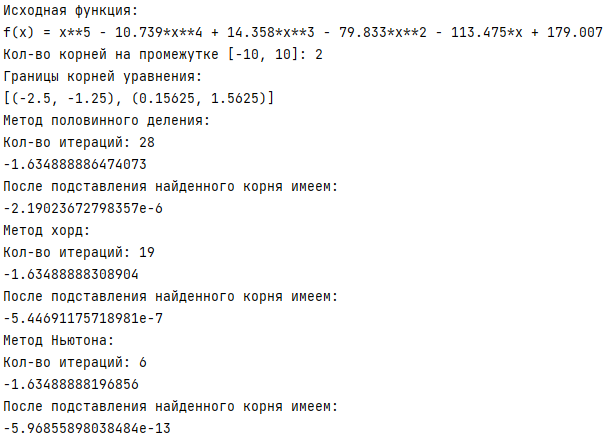 Исходная функция:
f(x) = x**5 - 10.739*x**4 + 14.358*x**3 - 79.833*x**2 - 113.475*x + 179.007
Кол-во корней на промежутке [-10, 10]: 2
Границы корней уравнения:
[(-2.5, -1.25), (0.15625, 1.5625)]
Метод половинного деления:
Кол-во итераций: 28
-1.634888886474073
После подставления найденного корня имеем:
-2.19023672798357e-6
Метод хорд:
Кол-во итераций: 19
-1.63488888308904
После подставления найденного корня имеем:
-5.44691175718981e-7
Метод Ньютона:
Кол-во итераций: 6
-1.63488888196856
После подставления найденного корня имеем:
-5.96855898038484e-13